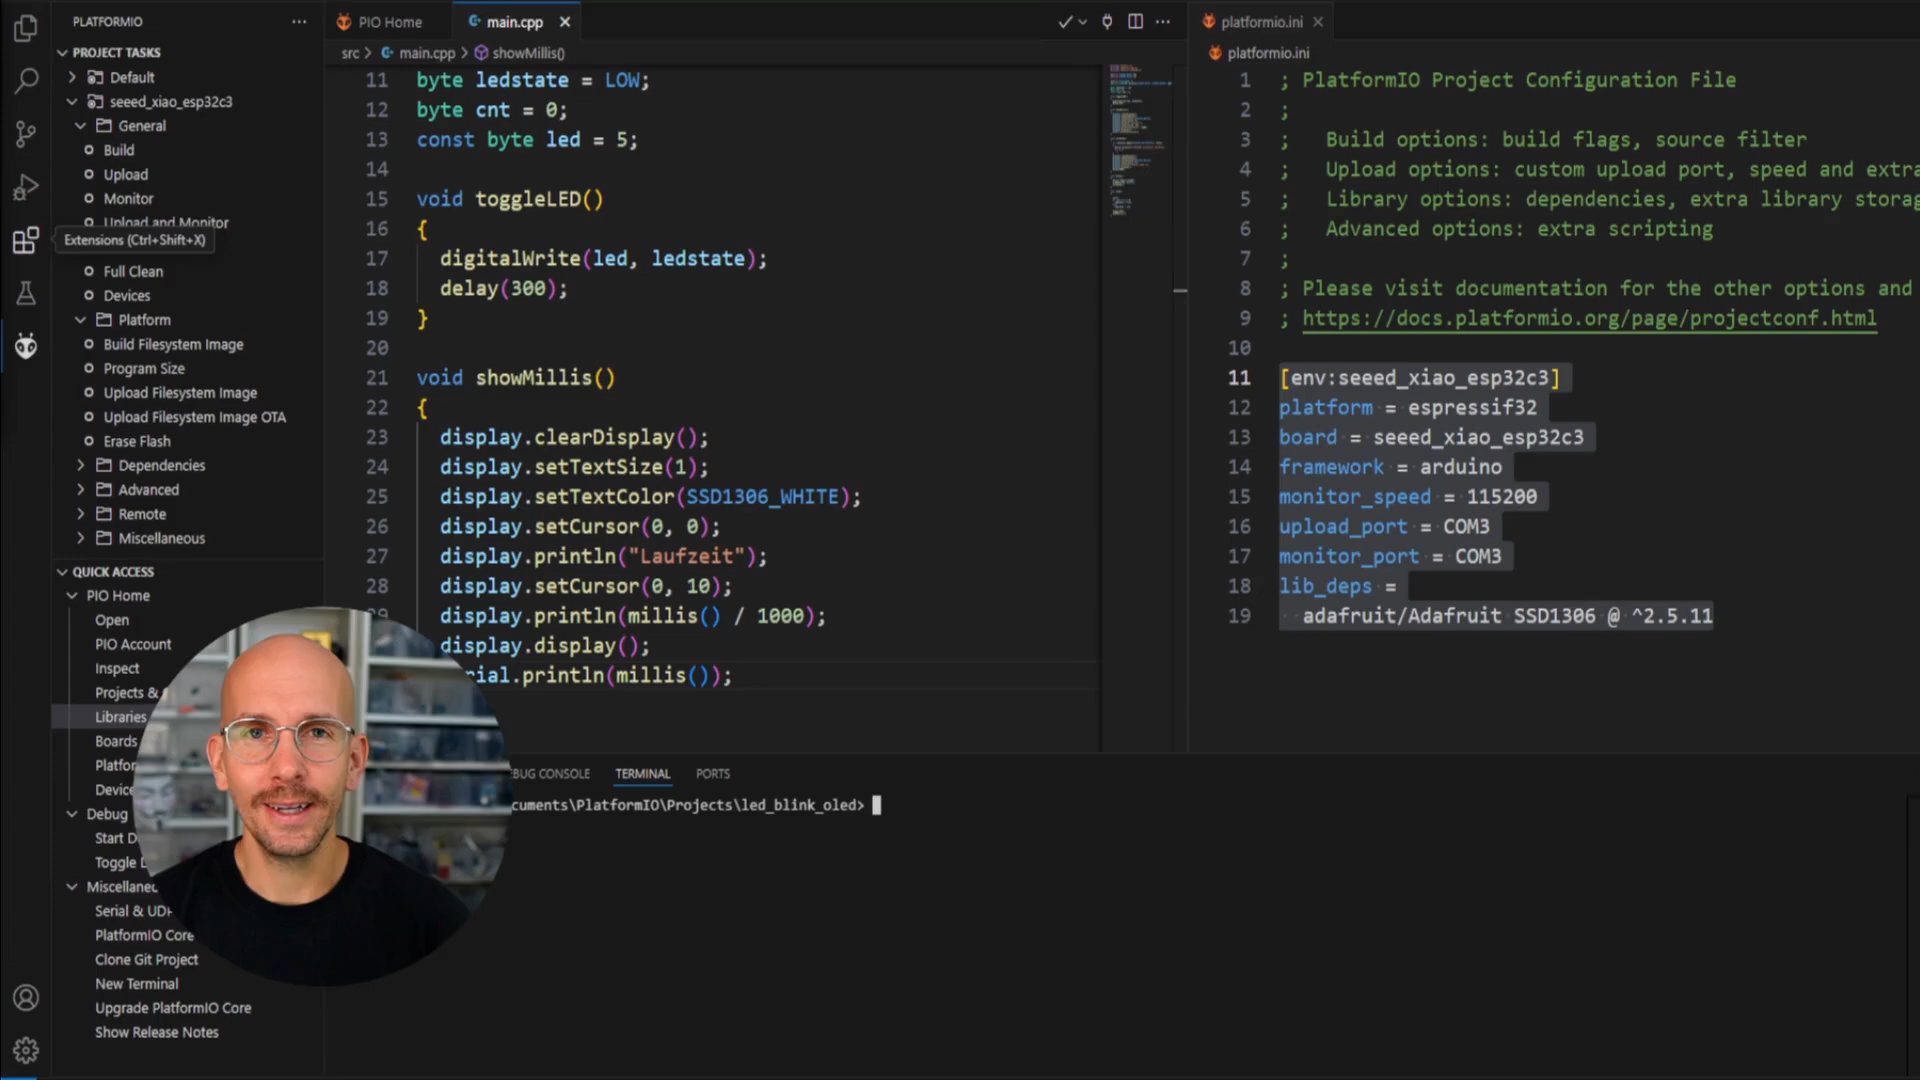 PLATFORMIO
PROJECT TASKS
Default
seeed_xiao_esp32c3
General
Build
Upload
Monitor
Upload and Monitor
Extensions (Ctrl+Shift+X)
Full Clean
Devices
Platform
Build Filesystem Image
Program Size
Upload Filesystem Image
Upload Filesystem Image OTA
Erase Flash
Dependencies
Advanced
Remote
Miscellaneous
QUICK ACCESS
PIO Home
Open
PIO Account
Inspect
Projects &
Libraries
Boards
Platfor
Device
Debug
Start D
Toggle
Miscellaned
Serial & UDP
PlatformIO Core
Clone Git Project
New Terminal
Upgrade PlatformIO Core
Show Release Notes
PIO Home
main.cpp
src > main.cpp > showMillis()
11 byte ledstate = LOW;
12 byte cnt = 0;
13 const byte led = 5;
14
15 void toggleLED()
16 {
17 digitalWrite(led, ledstate);
18 delay(300);
19 }
20
21 void showMillis()
22 {
23 display.clearDisplay();
24 display.setTextSize(1);
25 display.setTextColor(SSD1306_WHITE);
26 display.setCursor(0, 0);
27 display.println("Laufzeit");
28 display.setCursor(0, 10);
29 display.println(millis() / 1000);
display.display();
rial.println(millis());
BUG CONSOLE
TERMINAL
PORTS
cuments\PlatformIO\Projects\led_blink_oled>
platformio.ini
platformio.ini
1 ; PlatformIO Project Configuration File
2 ;
3 ; Build options: build flags, source filter
4 ; Upload options: custom upload port, speed and extra
5 ; Library options: dependencies, extra library storag
6 ; Advanced options: extra scripting
7 ;
8 ; Please visit documentation for the other options and
9 ; https://docs.platformio.org/page/projectconf.html
10
11 [env:seeed_xiao_esp32c3]
12 platform = espressif32
13 board = seeed_xiao_esp32c3
14 framework = arduino
15 monitor_speed = 115200
16 upload_port = COM3
17 monitor_port = COM3
18 lib_deps =
19 adafruit/Adafruit SSD1306 @ ^2.5.11